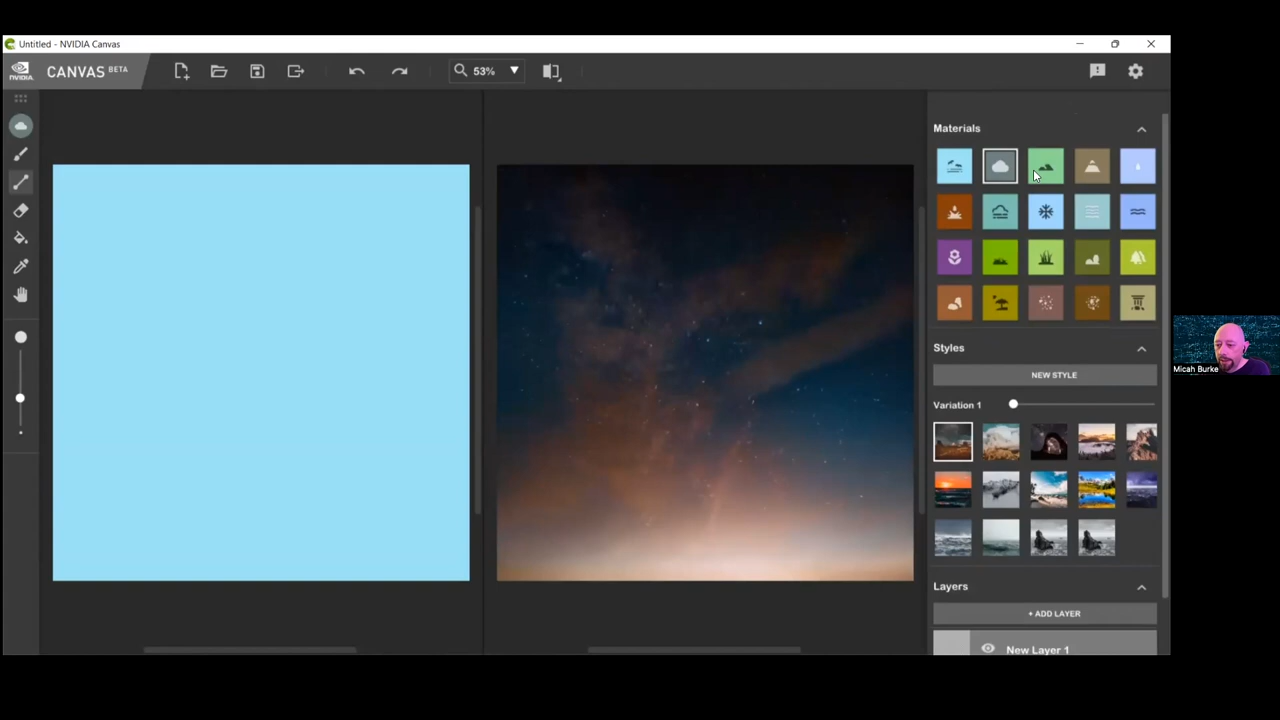 Untitled - NVIDIA Canvas
NVIDIA
CANVAS BETA
53%
Materials
Styles
NEW STYLE
Variation 1
Micah Burke
Layers
+ ADD LAYER
New Layer 1